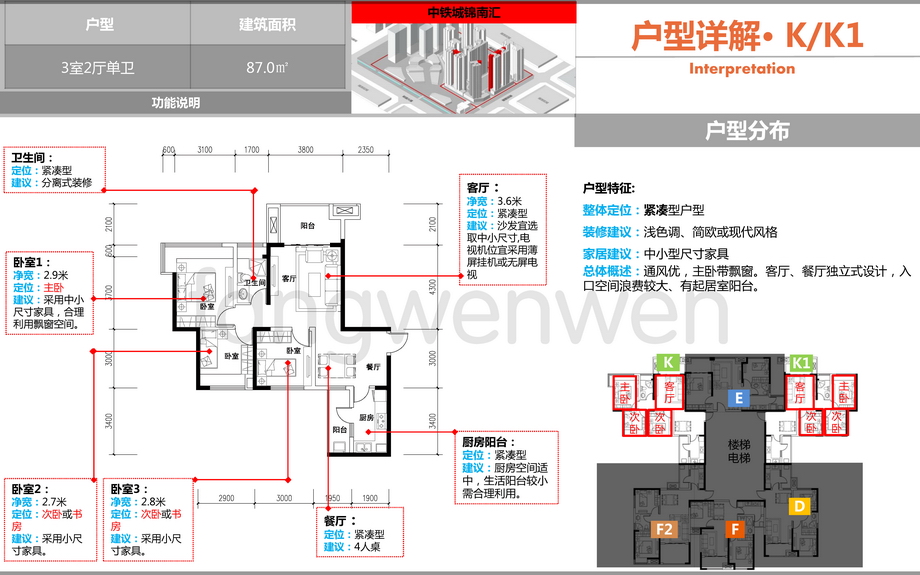 户型
建筑面积
3室2厅单卫
87.0㎡
功能说明
中铁城锦南汇
户型详解• K/K1
Interpretation
户型分布
卫生间：
定位：紧凑型
建议：分离式装修
卧室1：
净宽：2.9米
定位：主卧
建议：采用中小
尺寸家具，合理
利用飘窗空间。
卧室2：
净宽：2.7米
定位：次卧或书
房
建议：采用小尺
寸家具。
卧室3：
净宽：2.8米
定位：次卧或书
房
建议：采用小尺
寸家具。
餐厅：
定位：紧凑型
建议：4人桌
客厅：
净宽：3.6米
定位：紧凑型
建议：沙发宜选
取中小尺寸,电
视机位宜采用薄
屏挂机或无屏电
视
厨房阳台：
定位：紧凑型
建议：厨房空间适
中，生活阳台较小
需合理利用。
600 3100 1700 3800 2350
2100
600
2700
3000
3400
2100
4300
3000
3400
2900 3000 1950 1900
阳台
客厅
卫生间
卧室
卧室
卧室
餐厅
厨房
阳台
户型特征:
整体定位：紧凑型户型
装修建议：浅色调、简欧或现代风格
家居建议：中小型尺寸家具
总体概述：通风优，主卧带飘窗。客厅、餐厅独立式设计，入
口空间浪费较大、有起居室阳台。
K K1
主卧 客厅 E 客厅 主卧
次卧 次卧 次卧 次卧
楼梯
电梯
D
F2 F
longwenwen